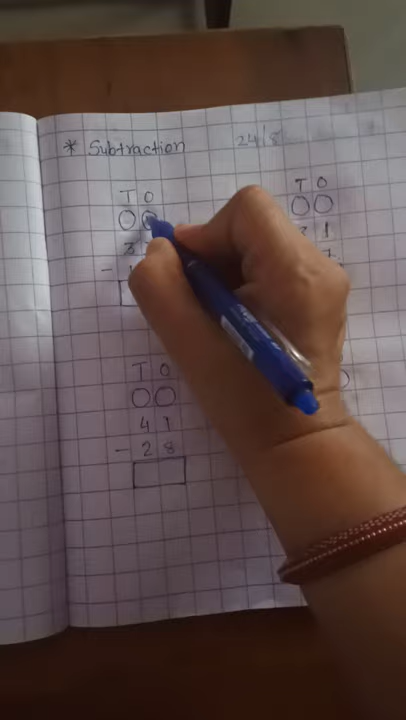 * Subtraction 24/8
T O
T O
3
1
-
T O
4 1
- 2 8